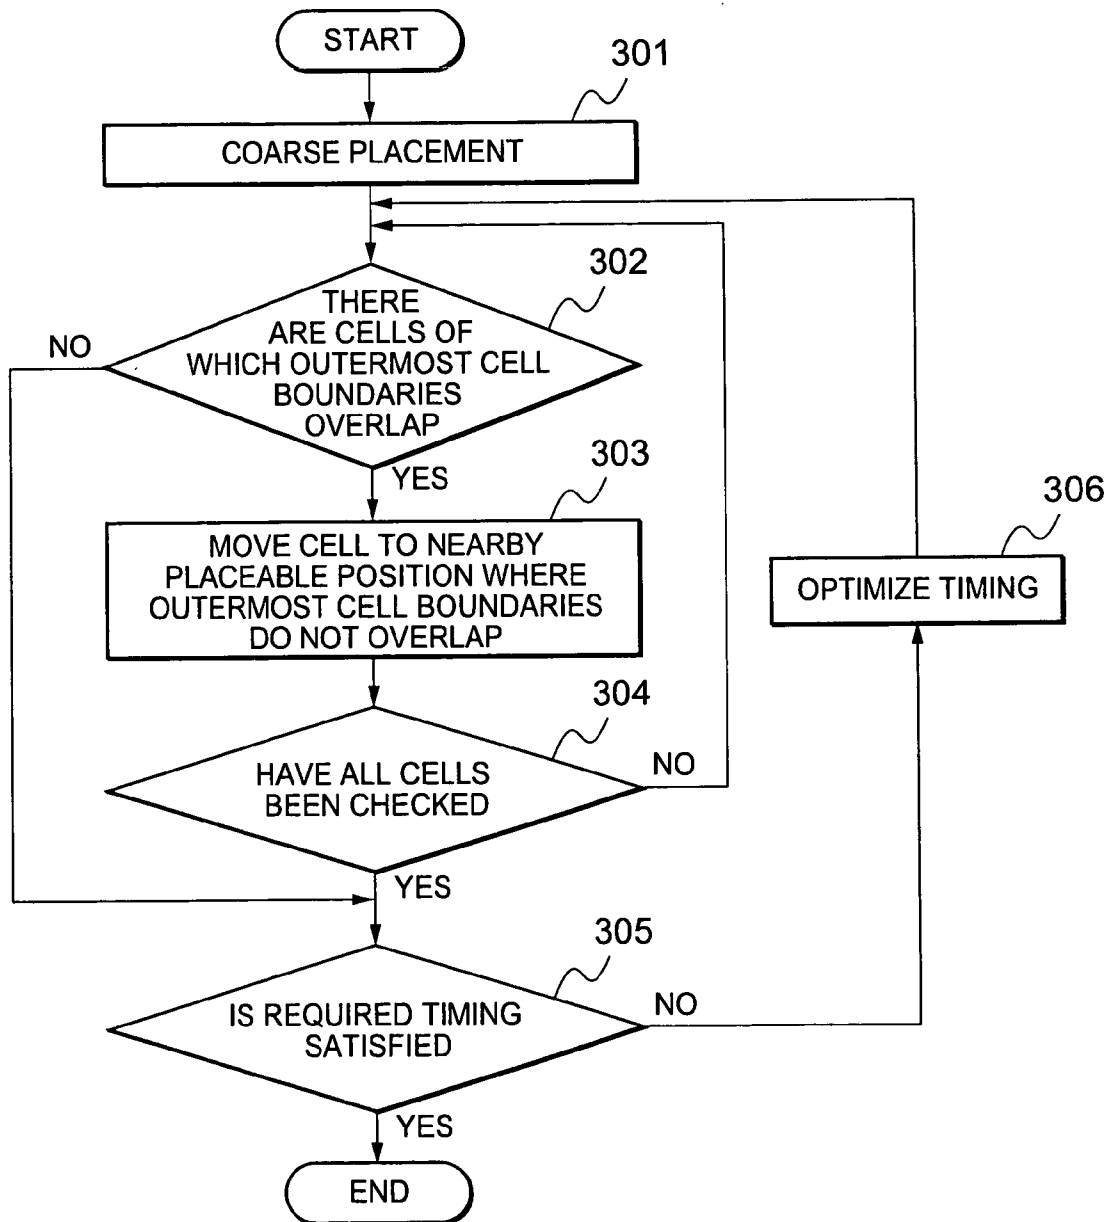 START
301
COARSE PLACEMENT
302
THERE
ARE CELLS OF
WHICH OUTERMOST CELL
BOUNDARIES
OVERLAP
NO
YES
303
MOVE CELL TO NEARBY
PLACEABLE POSITION WHERE
OUTERMOST CELL BOUNDARIES
DO NOT OVERLAP
306
OPTIMIZE TIMING
304
HAVE ALL CELLS
BEEN CHECKED
NO
YES
305
IS REQUIRED TIMING
SATISFIED
NO
YES
END